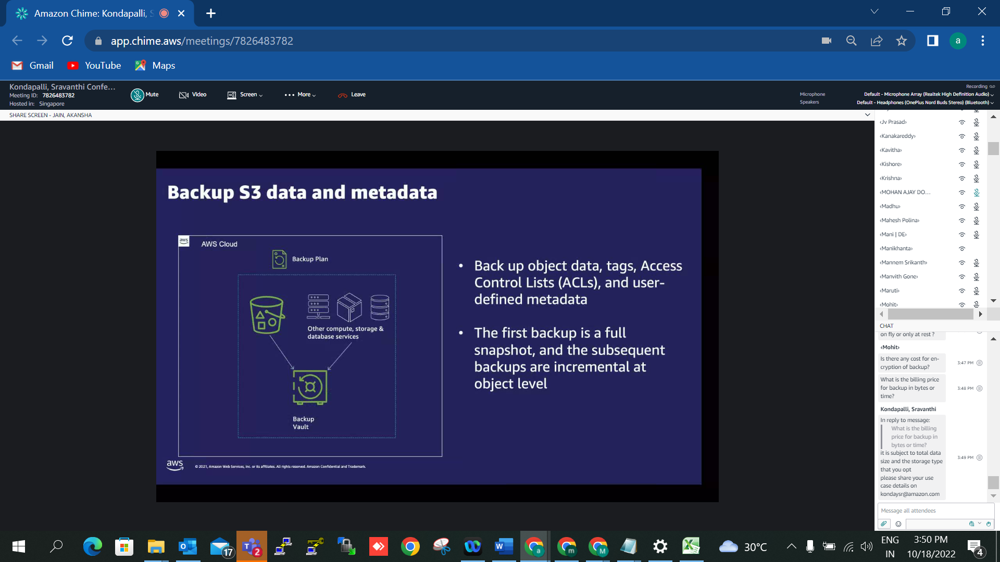 Amazon Chime: Kondapalli, S
app.chime.aws/meetings/7826483782
a
Gmail
YouTube
Maps
Kondapalli, Sravanthi Confe...
Meeting ID: 7826483782
Hosted in: Singapore
Mute
Video
Screen
More
Leave
Recording
Microphone
Default - Microphone Array (Realtek High Definition Audio)
Speakers
Default - Headphones (OnePlus Nord Buds Stereo) (Bluetooth)
SHARE SCREEN - JAIN, AKANSHA
Backup S3 data and metadata
aws
AWS Cloud
Backup Plan
Other compute, storage &
database services
Backup
Vault
• Back up object data, tags, Access
Control Lists (ACLs), and user-
defined metadata
• The first backup is a full
snapshot, and the subsequent
backups are incremental at
object level
aws
© 2021, Amazon Web Services, Inc. or its affiliates. All rights reserved. Amazon Confidential and Trademark.
‹Jv Prasad›
‹Kanakareddy›
‹Kavitha›
‹Kishore›
‹Krishna›
‹MOHAN AJAY DO...
‹Madhu›
‹Mahesh Polina›
‹Mani | DE›
‹Manikhanta›
‹Mannem Srikanth›
‹Manvith Gone›
‹Maruti›
‹Mohit›
CHAT
on fly or only at rest ?
‹Mohit›
Is there any cost for en-
cryption of backup?
3:47 PM
What is the billing price
for backup in bytes or
time?
3:48 PM
Kondapalli, Sravanthi
In reply to message:
What is the billing
price for backup in
bytes or time?
it is subject to total data
size and the storage type
that you opt
please share your use
case details on
kondaysr@amazon.com
3:49 PM
Message all attendees
17
T
2
W
a
m
M
30°C
ENG
IN
3:50 PM
10/18/2022
4